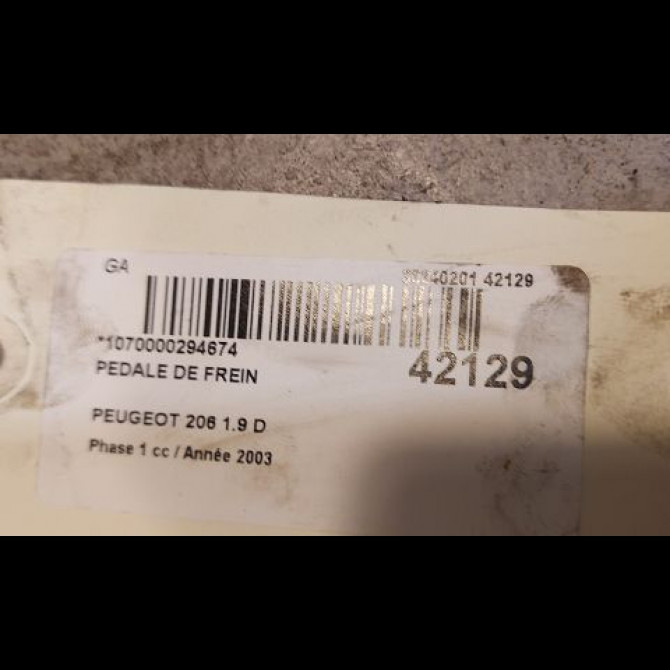 GA
42129
*1070000294674
42129
PEDALE DE FREIN
PEUGEOT 206 1.9 D
Phase 1 cc / Année 2003